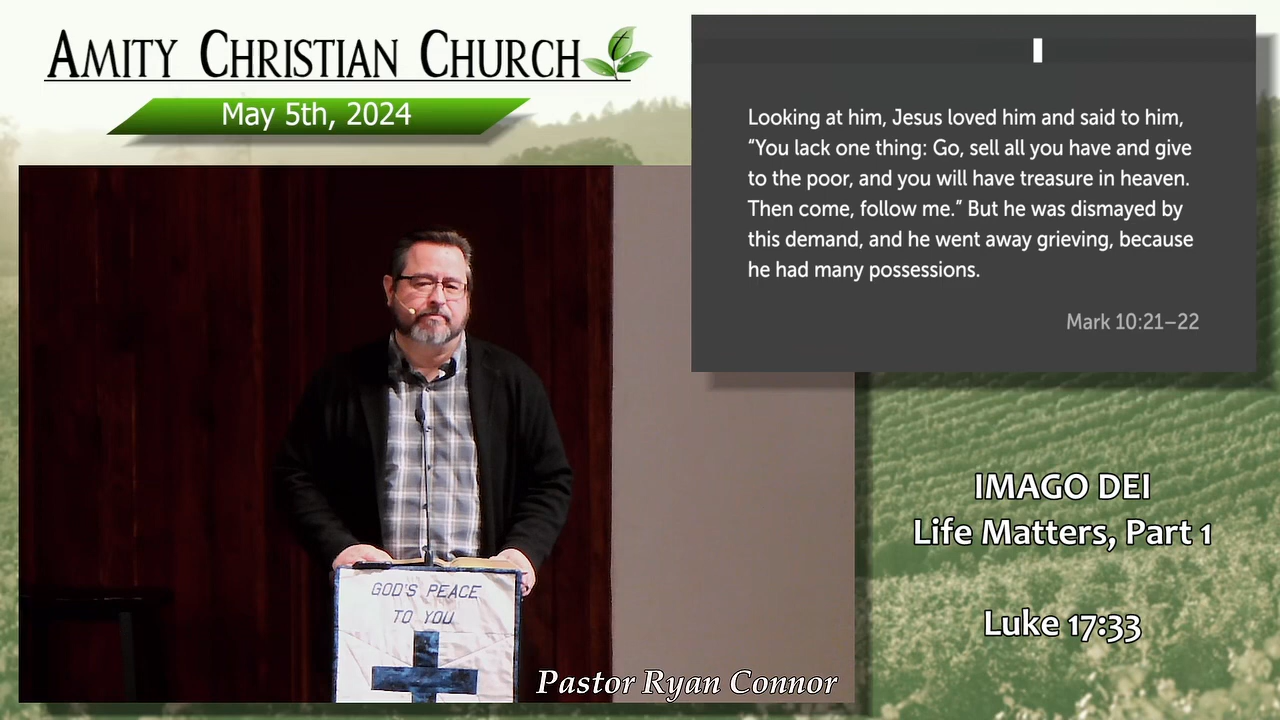 AMITY CHRISTIAN CHURCH
May 5th, 2024
Looking at him, Jesus loved him and said to him,
“You lack one thing: Go, sell all you have and give
to the poor, and you will have treasure in heaven.
Then come, follow me.” But he was dismayed by
this demand, and he went away grieving, because
he had many possessions.
Mark 10:21–22
IMAGO DEI
Life Matters, Part 1
Luke 17:33
GOD'S PEACE
TO YOU
Pastor Ryan Connor